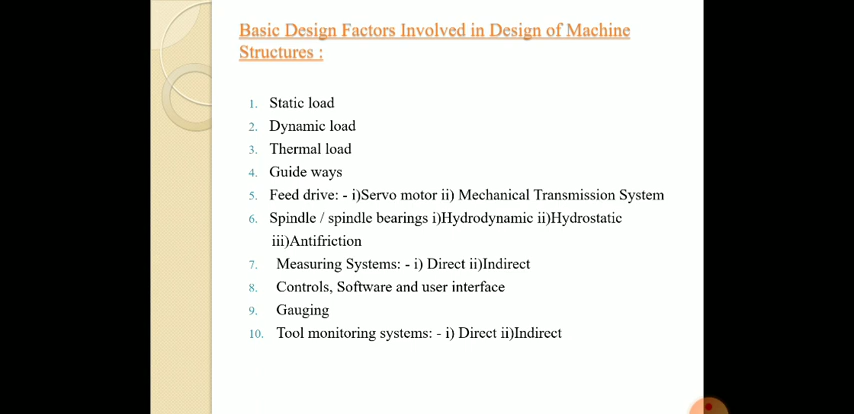 Basic Design Factors Involved in Design of Machine
Structures :
1. Static load
2. Dynamic load
3. Thermal load
4. Guide ways
5. Feed drive: - i)Servo motor ii) Mechanical Transmission System
6. Spindle / spindle bearings i)Hydrodynamic ii)Hydrostatic
iii)Antifriction
7. Measuring Systems: - i) Direct ii)Indirect
8. Controls, Software and user interface
9. Gauging
10. Tool monitoring systems: - i) Direct ii)Indirect